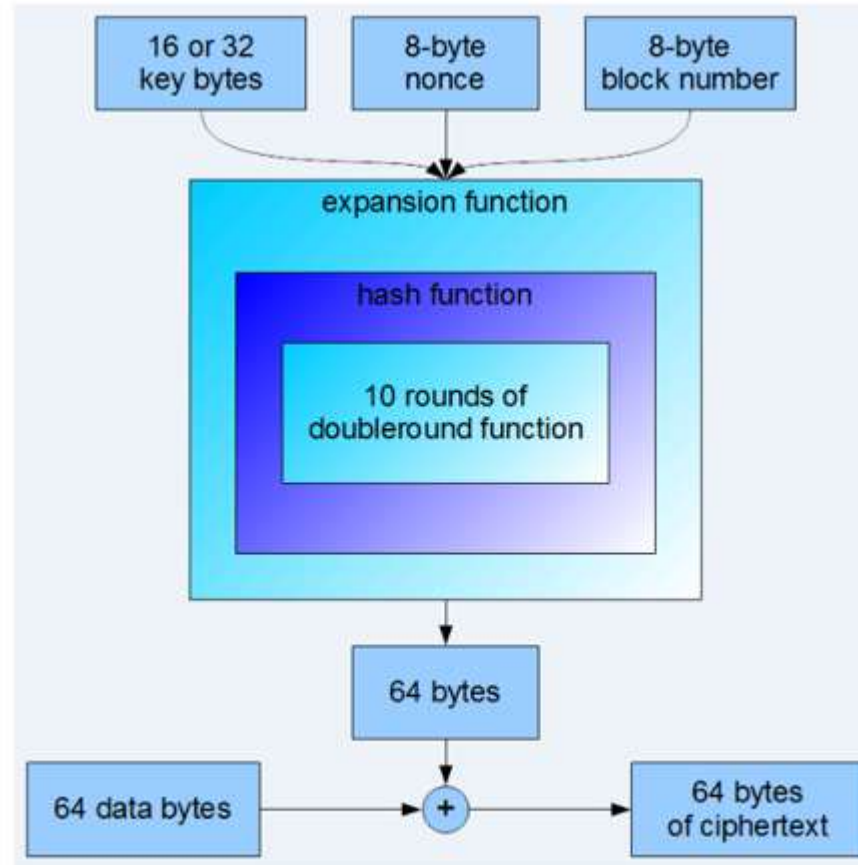 16 or 32
key bytes
8-byte
nonce
8-byte
block number
expansion function
hash function
10 rounds of
doubleround function
64 bytes
64 data bytes
+
64 bytes
of ciphertext